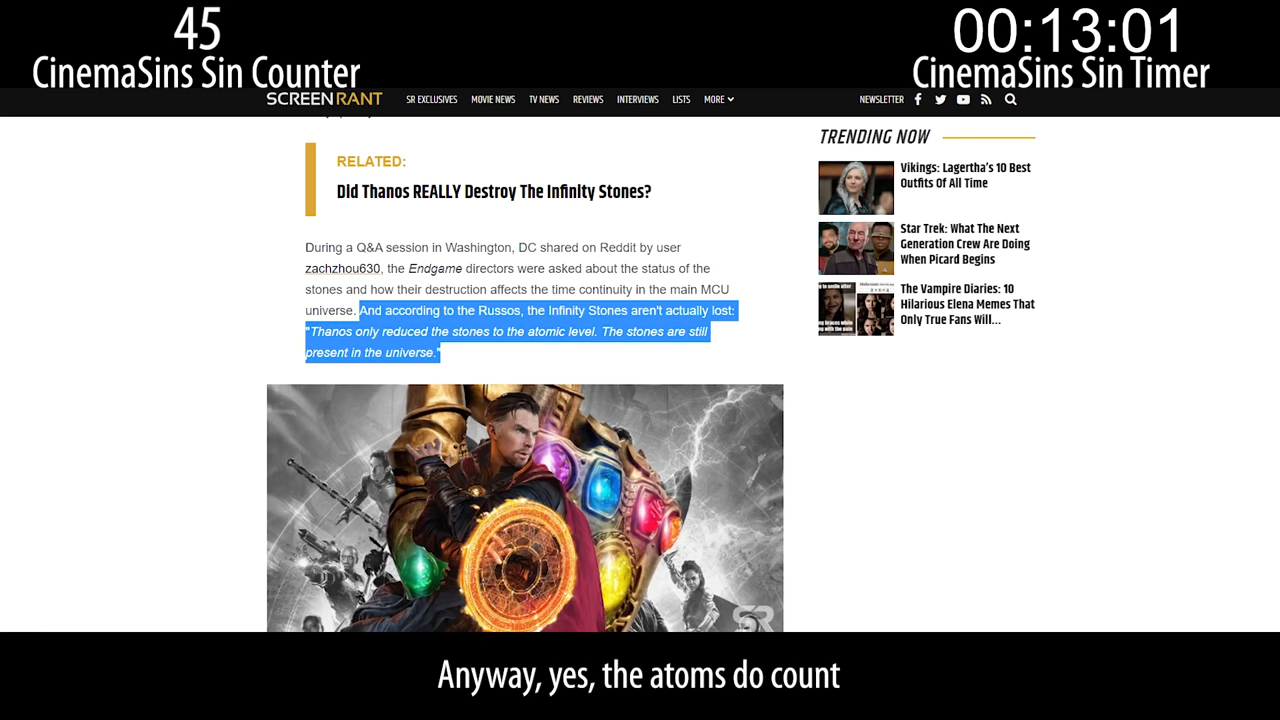 45
CinemaSins Sin Counter
00:13:01
CinemaSins Sin Timer
SCREENRANT
SR EXCLUSIVES MOVIE NEWS TV NEWS REVIEWS INTERVIEWS LISTS MORE
NEWSLETTER
RELATED:
Did Thanos REALLY Destroy The Infinity Stones?
During a Q&A session in Washington, DC shared on Reddit by user
zachzhou630, the Endgame directors were asked about the status of the
stones and how their destruction affects the time continuity in the main MCU
universe. And according to the Russos, the Infinity Stones aren't actually lost:
"Thanos only reduced the stones to the atomic level. The stones are still
present in the universe."
TRENDING NOW
Vikings: Lagertha's 10 Best
Outfits Of All Time
Star Trek: What The Next
Generation Crew Are Doing
When Picard Begins
The Vampire Diaries: 10
Hilarious Elena Memes That
Only True Fans Will...
SR
Anyway, yes, the atoms do count